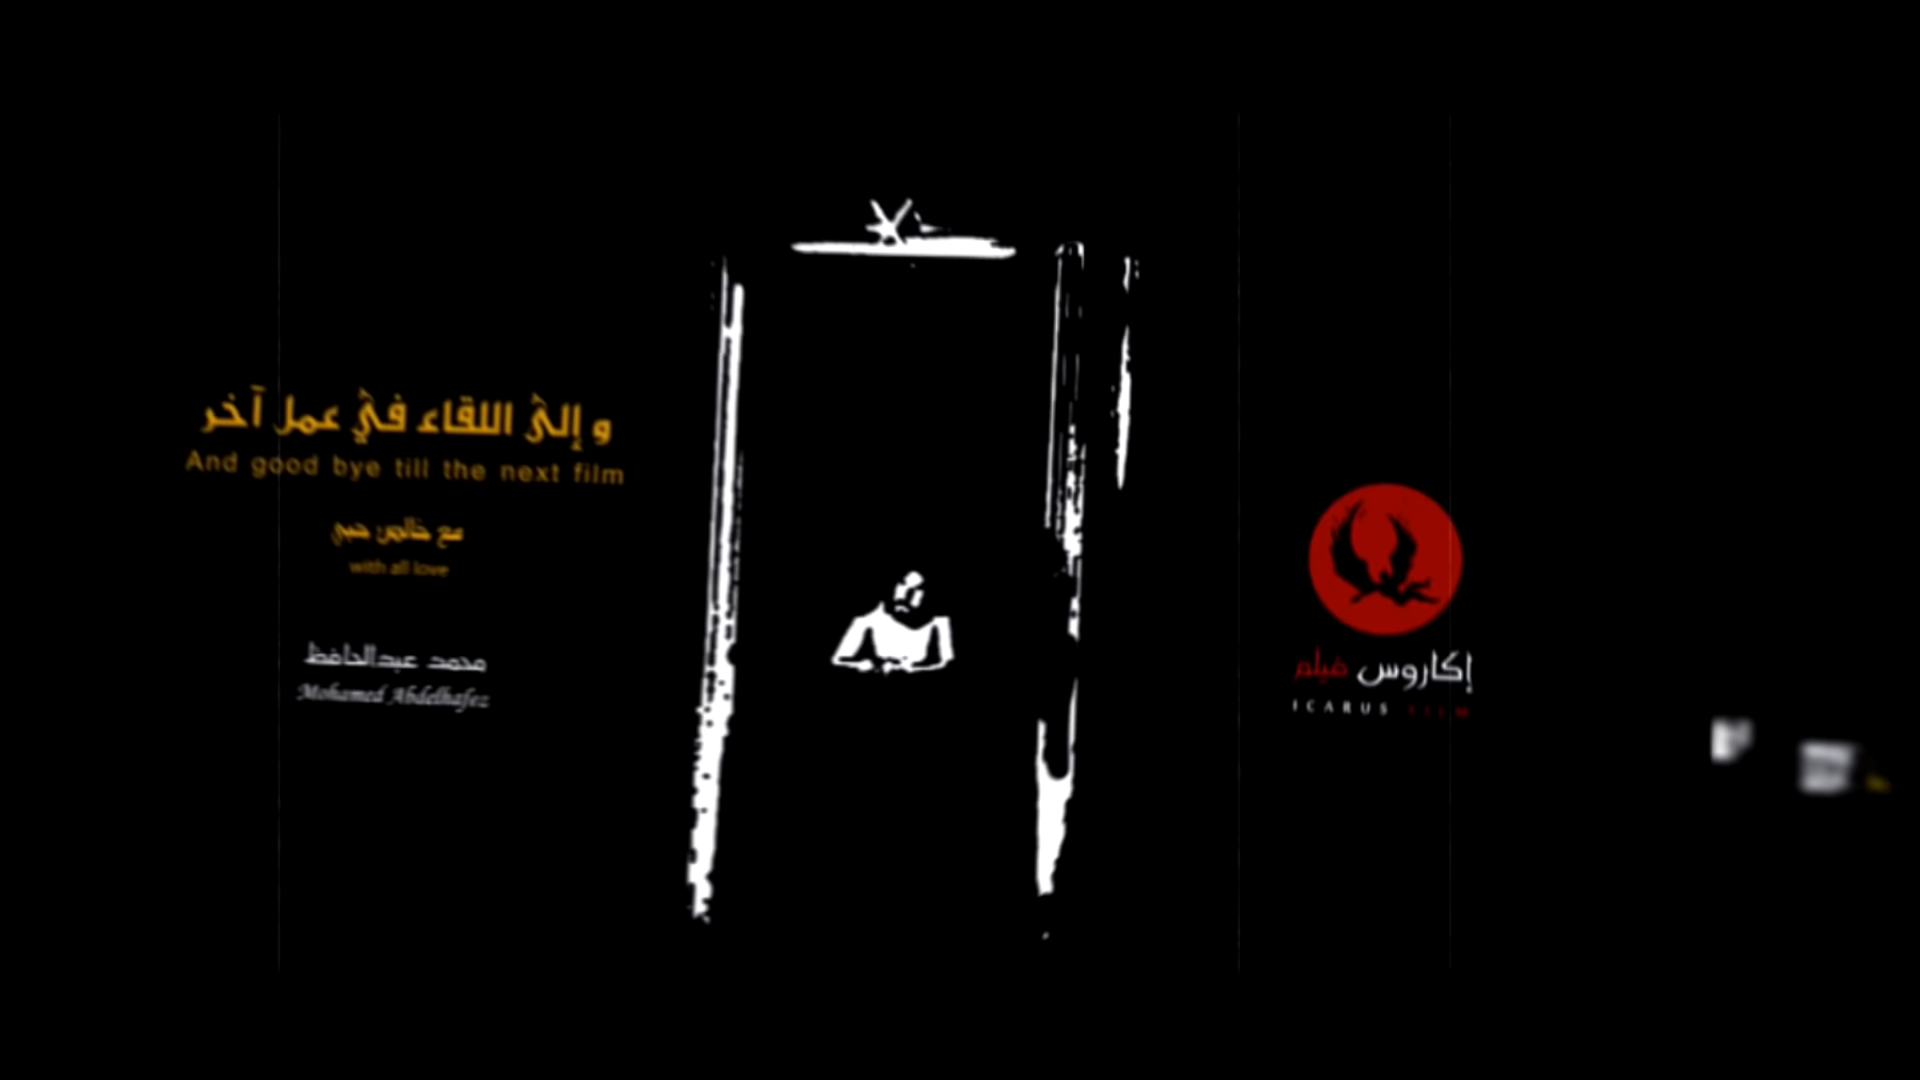 و إلى اللقاء في عمل آخر
And good bye till the next film
مع خالص حبي
with all love
محمد عبدالحافظ
Mohamed Abdelhafez
إكاروس فيلم
ICARUS FILM